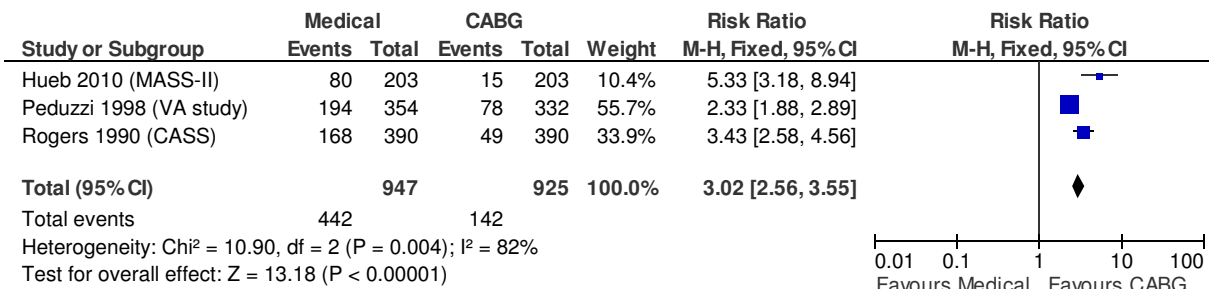 Medical CABG Risk Ratio Risk Ratio
Study or Subgroup Events Total Events Total Weight M-H, Fixed, 95% CI M-H, Fixed, 95% CI
Hueb 2010 (MASS-II) 80 203 15 203 10.4% 5.33 [3.18, 8.94]
Peduzzi 1998 (VA study) 194 354 78 332 55.7% 2.33 [1.88, 2.89]
Rogers 1990 (CASS) 168 390 49 390 33.9% 3.43 [2.58, 4.56]
Total (95% CI) 947 925 100.0% 3.02 [2.56, 3.55]
Total events 442 142
Heterogeneity: Chi² = 10.90, df = 2 (P = 0.004); I² = 82%
Test for overall effect: Z = 13.18 (P < 0.00001)
0.01 0.1 1 10 100
Favours Medical Favours CABG